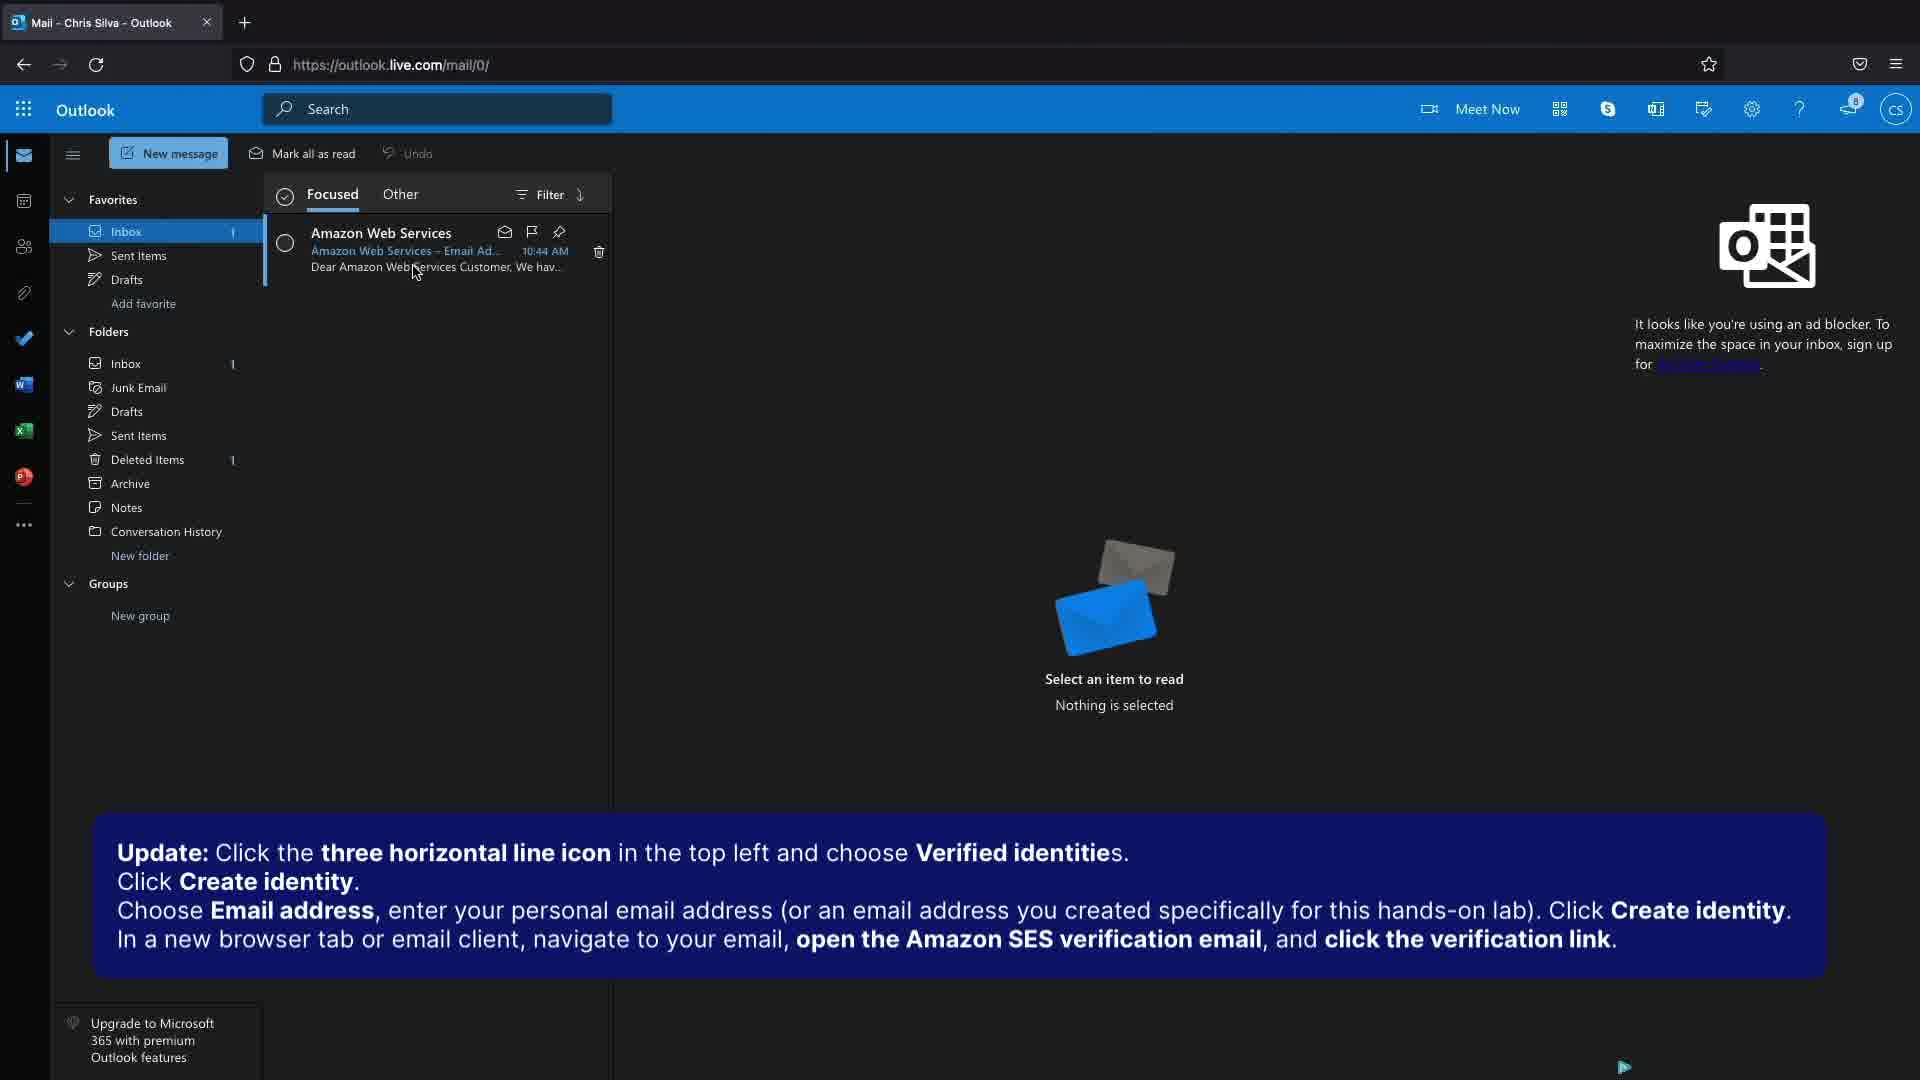 Mail - Chris Silva - Outlook
https://outlook.live.com/mail/0/
Outlook
Search
Meet Now
8
CS
New message
Mark all as read
Undo
Favorites
Inbox 1
Sent Items
Drafts
Add favorite
Folders
Inbox 1
Junk Email
Drafts
Sent Items
Deleted Items 1
Archive
Notes
Conversation History
New folder
Groups
New group
Focused
Other
Filter
Amazon Web Services
Amazon Web Services – Email Ad... 10:44 AM
Dear Amazon Web Services Customer, We hav...
It looks like you're using an ad blocker. To
maximize the space in your inbox, sign up
for
Select an item to read
Nothing is selected
Update: Click the three horizontal line icon in the top left and choose Verified identities.
Click Create identity.
Choose Email address, enter your personal email address (or an email address you created specifically for this hands-on lab). Click Create identity.
In a new browser tab or email client, navigate to your email, open the Amazon SES verification email, and click the verification link.
Upgrade to Microsoft
365 with premium
Outlook features